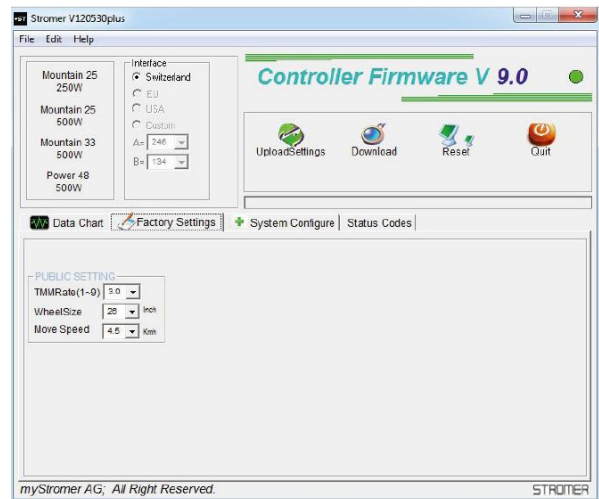 Stromer V120530plus
File Edit Help
Mountain 25
250W
Mountain 25
500W
Mountain 33
500W
Power 48
500W
Interface
Switzerland
EU
USA
Custom
A= 246
B= 134
Controller Firmware V 9.0
UploadSettings Download Reset Quit
Data Chart Factory Settings System Configure Status Codes
PUBLIC SETTING
TMMRate(1~9) 3.0
WheelSize 26 Inch
Move Speed 4.5 Kmh
myStromer AG; All Right Reserved. STROMER